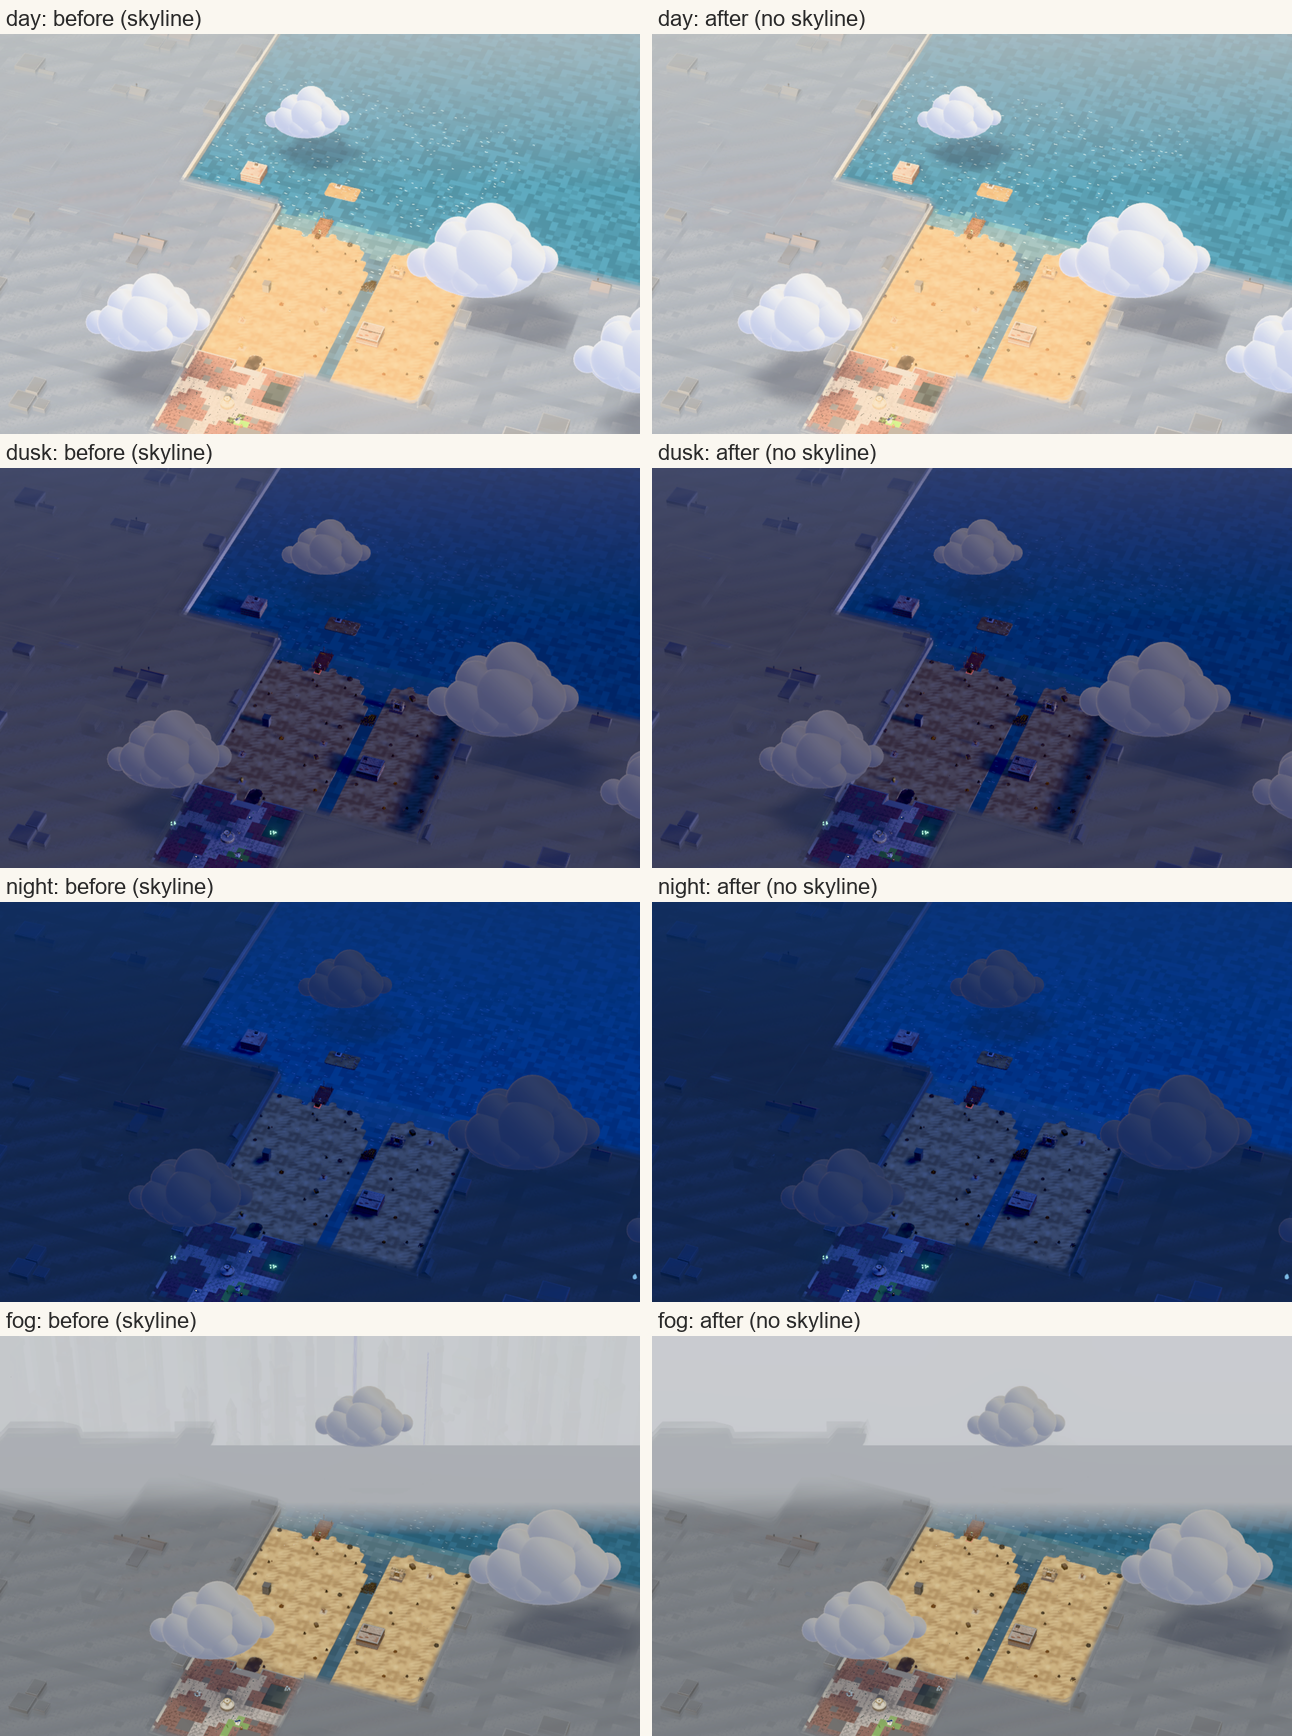 day: before (skyline)
day: after (no skyline)
dusk: before (skyline)
dusk: after (no skyline)
night: before (skyline)
night: after (no skyline)
fog: before (skyline)
fog: after (no skyline)